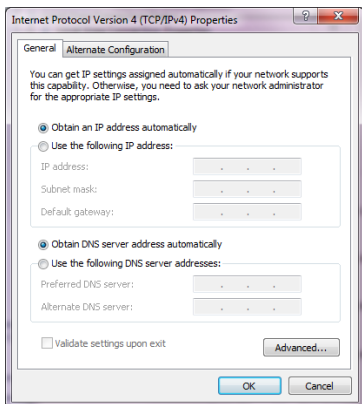 Internet Protocol Version 4 (TCP/IPv4) Properties
General
Alternate Configuration
You can get IP settings assigned automatically if your network supports
this capability. Otherwise, you need to ask your network administrator
for the appropriate IP settings.
Obtain an IP address automatically
Use the following IP address:
IP address:
Subnet mask:
Default gateway:
Obtain DNS server address automatically
Use the following DNS server addresses:
Preferred DNS server:
Alternate DNS server:
Validate settings upon exit
Advanced...
OK
Cancel